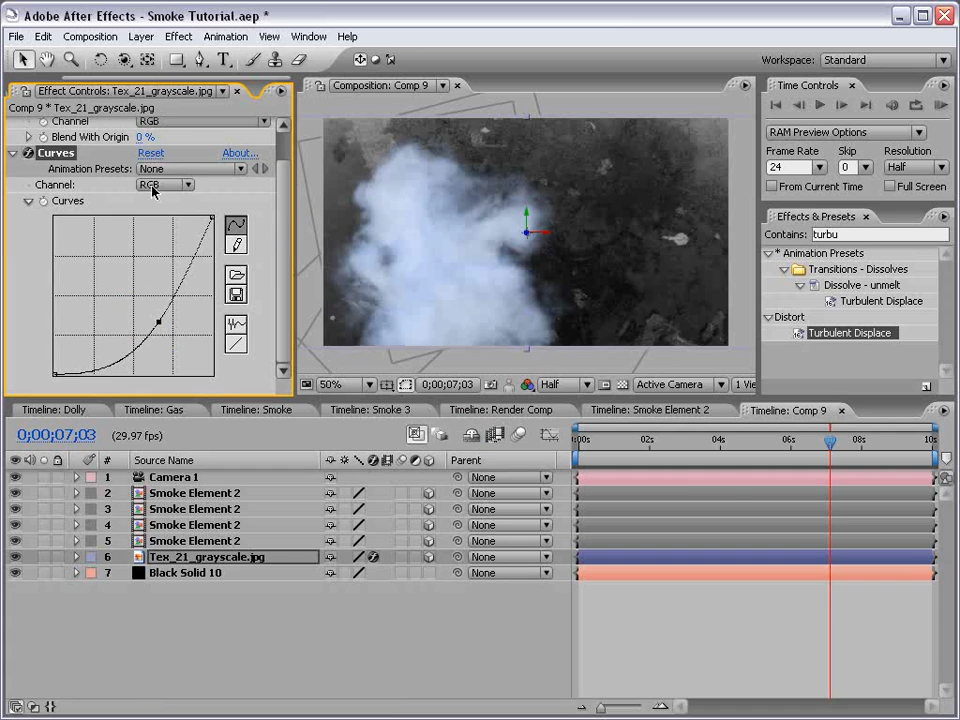 Adobe After Effects - Smoke Tutorial.aep *
File Edit Composition Layer Effect Animation View Window Help
Workspace: Standard
Effect Controls: Tex_21_grayscale.jpg
Comp 9 * Tex_21_grayscale.jpg
Channel RGB
Blend With Origin 0 %
Curves Reset About...
Animation Presets: None
Channel: RGB
Curves
Composition: Comp 9
50% 0;00;07;03 Half Active Camera 1 Vie
Time Controls
RAM Preview Options
Frame Rate Skip Resolution
24 0 Half
From Current Time Full Screen
Effects & Presets
Contains: turbu
* Animation Presets
Transitions - Dissolves
Dissolve - unmelt
Turbulent Displace
Distort
Turbulent Displace
Timeline: Dolly Timeline: Gas Timeline: Smoke Timeline: Smoke 3 Timeline: Render Comp Timeline: Smoke Element 2 Timeline: Comp 9
0;00;07;03 (29.97 fps)
:00s 02s 04s 06s 08s 10s
# Source Name Parent
1 Camera 1 None
2 Smoke Element 2 None
3 Smoke Element 2 None
4 Smoke Element 2 None
5 Smoke Element 2 None
6 Tex_21_grayscale.jpg None
7 Black Solid 10 None